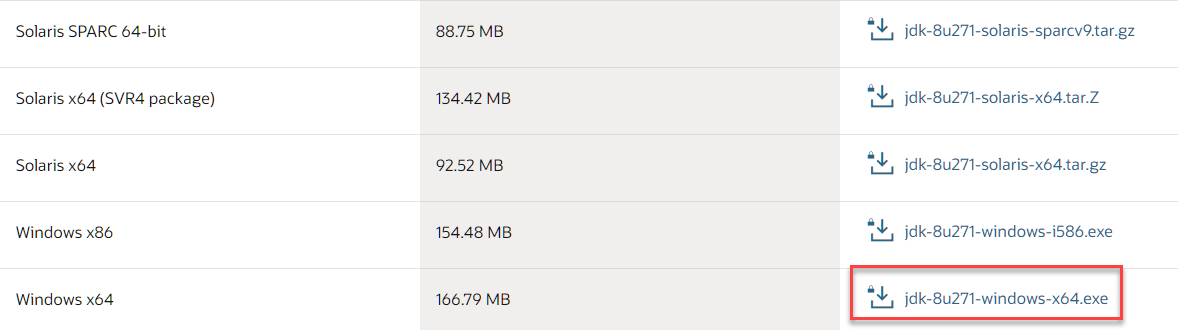 Solaris SPARC 64-bit 88.75 MB jdk-8u271-solaris-sparcv9.tar.gz
Solaris x64 (SVR4 package) 134.42 MB jdk-8u271-solaris-x64.tar.Z
Solaris x64 92.52 MB jdk-8u271-solaris-x64.tar.gz
Windows x86 154.48 MB jdk-8u271-windows-i586.exe
Windows x64 166.79 MB jdk-8u271-windows-x64.exe